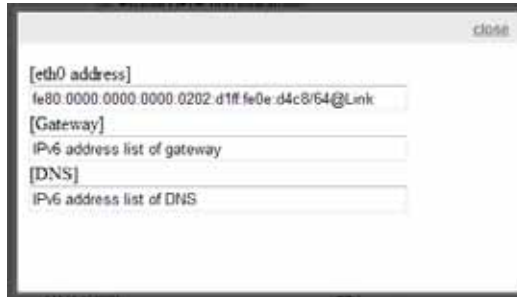 close
[eth0 address]
fe80:0000:0000:0000:0202:d1ff:fe0e:d4c8/64@Link
[Gateway]
IPv6 address list of gateway
[DNS]
IPv6 address list of DNS